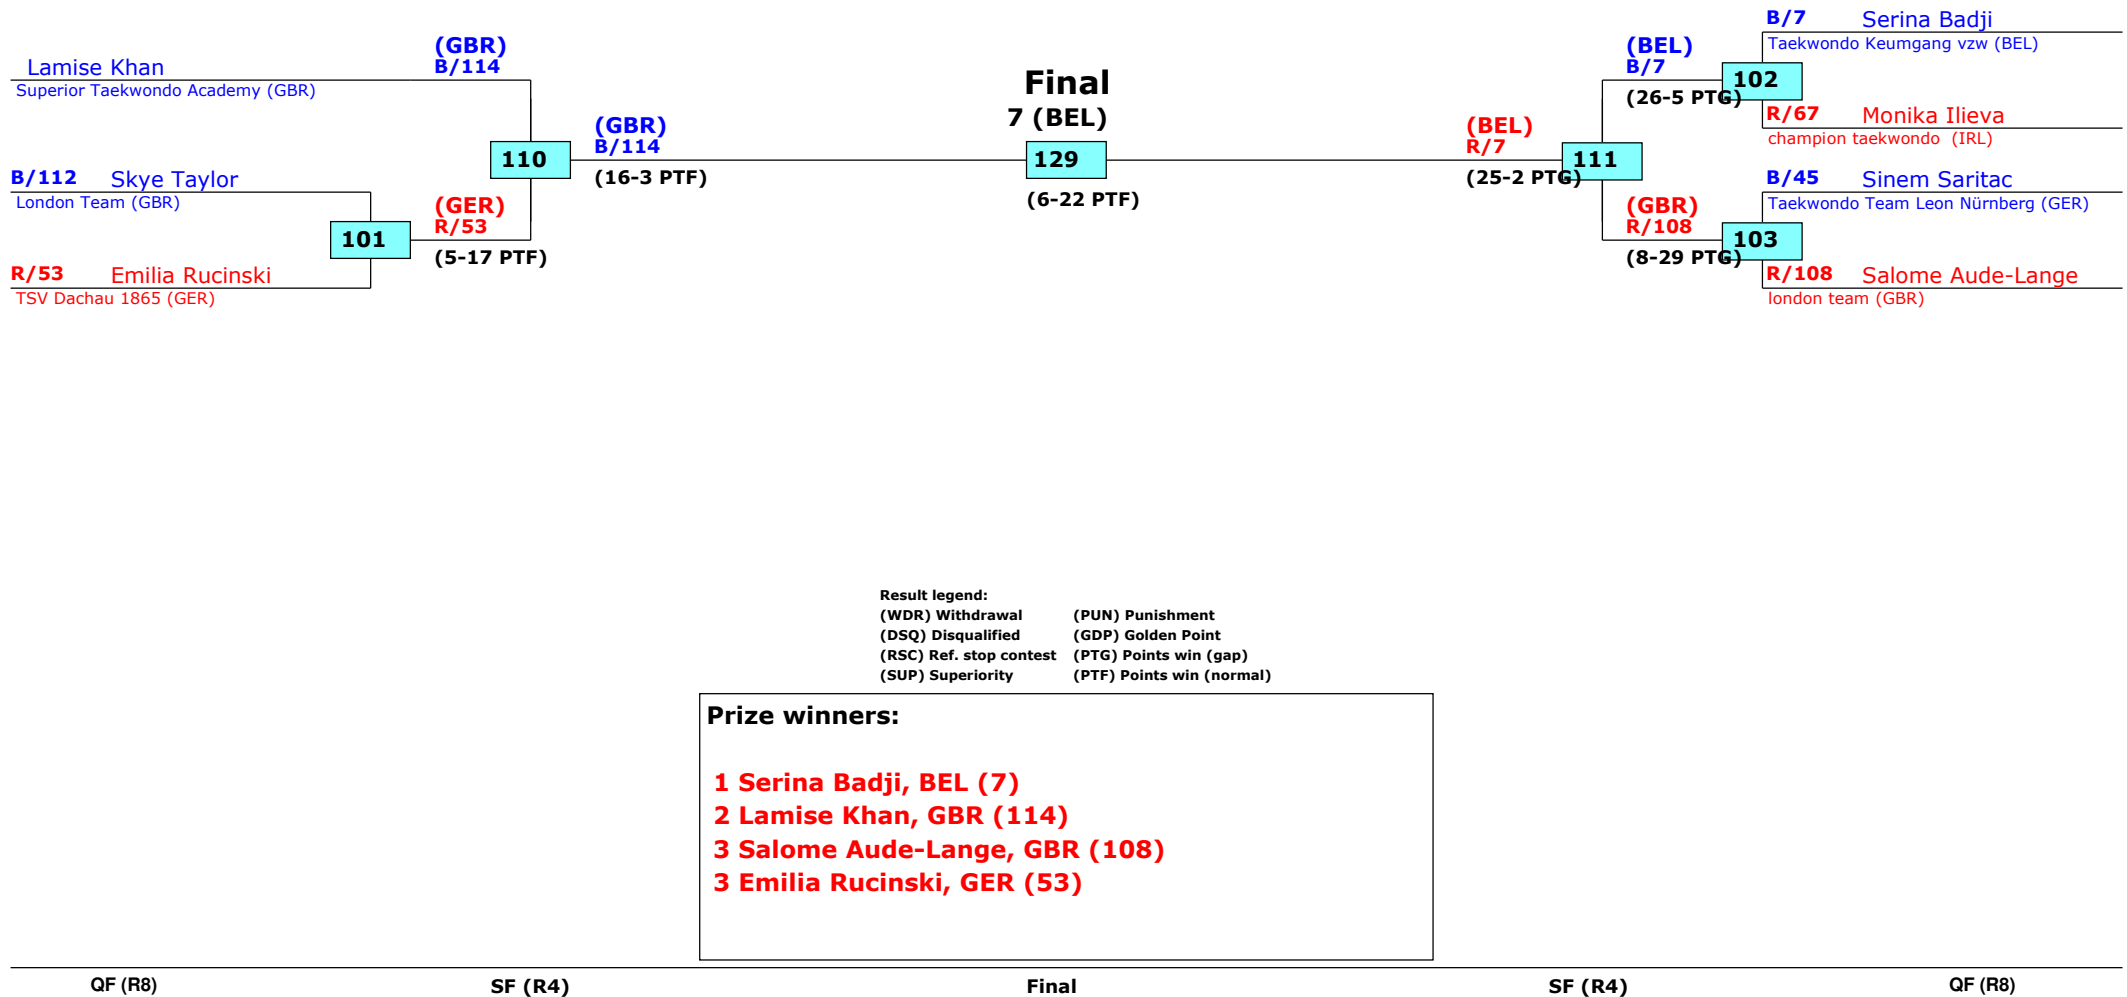 Lamise Khan
Superior Taekwondo Academy (GBR)
B/112 Skye Taylor
London Team (GBR)
R/53 Emilia Rucinski
TSV Dachau 1865 (GER)
101
(GBR)
B/114
(GER)
R/53
(5-17 PTF)
110
(GBR)
B/114
(16-3 PTF)
Final
7 (BEL)
129
(6-22 PTF)
(BEL)
R/7
(25-2 PTG)
111
(BEL)
B/7
(26-5 PTG)
(GBR)
R/108
(8-29 PTG)
102
103
B/7 Serina Badji
Taekwondo Keumgang vzw (BEL)
R/67 Monika Ilieva
champion taekwondo (IRL)
B/45 Sinem Saritac
Taekwondo Team Leon Nürnberg (GER)
R/108 Salome Aude-Lange
london team (GBR)
Result legend:
(WDR) Withdrawal (PUN) Punishment
(DSQ) Disqualified (GDP) Golden Point
(RSC) Ref. stop contest (PTG) Points win (gap)
(SUP) Superiority (PTF) Points win (normal)
Prize winners:
1 Serina Badji, BEL (7)
2 Lamise Khan, GBR (114)
3 Salome Aude-Lange, GBR (108)
3 Emilia Rucinski, GER (53)
QF (R8) SF (R4) Final SF (R4) QF (R8)